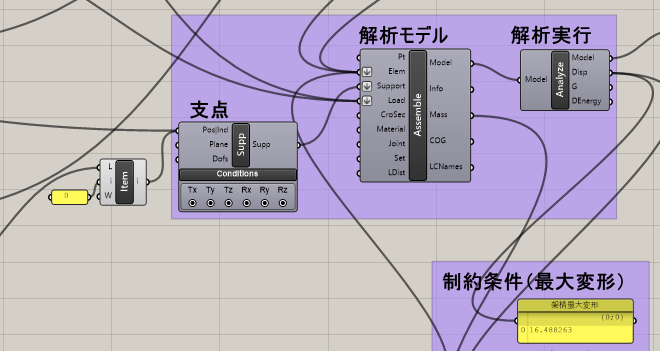 解析モデル
解析実行
支点
Pt
Elem
Support
Load
CroSec
Material
Joint
Set
LDist
Assemble
Model
Info
Mass
COG
LCNames
Model
Analyze
Model
Disp
G
DEnergy
Pos|Ind
Plane
Dofs
Supp
Supp
Conditions
Tx Ty Tz Rx Ry Rz
0
L
i
W
Item
i
制約条件(最大変形)
架構最大変形
{0;0}
0 16.488263